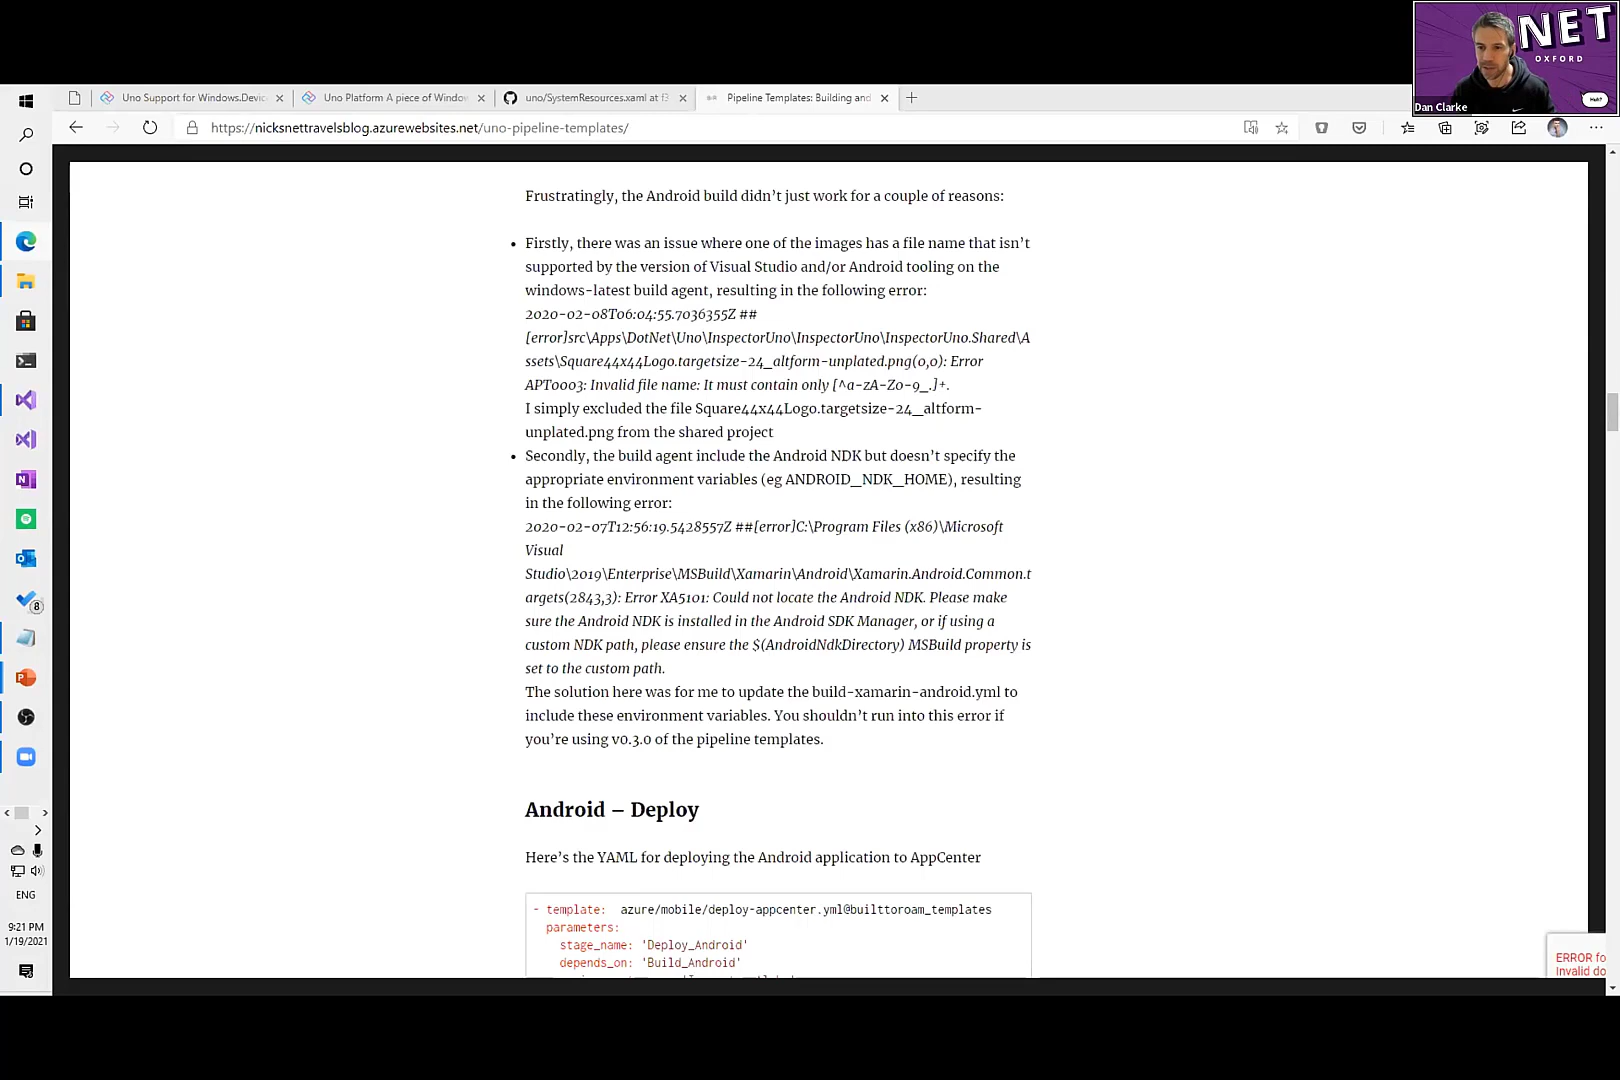 NET
OXFORD
Huh?
Dan Clarke
Uno Support for Windows.Devic
Uno Platform A piece of Window
uno/SystemResources.xaml at f3
Pipeline Templates: Building and
https://nicksnettravelsblog.azurewebsites.net/uno-pipeline-templates/
Frustratingly, the Android build didn’t just work for a couple of reasons:
• Firstly, there was an issue where one of the images has a file name that isn’t
supported by the version of Visual Studio and/or Android tooling on the
windows-latest build agent, resulting in the following error:
2020-02-08T06:04:55.7036355Z ##
[error]src\Apps\DotNet\Uno\InspectorUno\InspectorUno\InspectorUno.Shared\A
ssets\Square44x44Logo.targetsize-24_altform-unplated.png(0,0): Error
APT0003: Invalid file name: It must contain only [^a-zA-Z0-9_.]+.
I simply excluded the file Square44x44Logo.targetsize-24_altform-
unplated.png from the shared project
• Secondly, the build agent include the Android NDK but doesn’t specify the
appropriate environment variables (eg ANDROID_NDK_HOME), resulting
in the following error:
2020-02-07T12:56:19.5428557Z ##[error]C:\Program Files (x86)\Microsoft
Visual
Studio\2019\Enterprise\MSBuild\Xamarin\Android\Xamarin.Android.Common.t
argets(2843,3): Error XA5101: Could not locate the Android NDK. Please make
sure the Android NDK is installed in the Android SDK Manager, or if using a
custom NDK path, please ensure the $(AndroidNdkDirectory) MSBuild property is
set to the custom path.
The solution here was for me to update the build-xamarin-android.yml to
include these environment variables. You shouldn’t run into this error if
you’re using v0.3.0 of the pipeline templates.
Android – Deploy
Here’s the YAML for deploying the Android application to AppCenter
- template: azure/mobile/deploy-appcenter.yml@builttoroam_templates
parameters:
stage_name: 'Deploy_Android'
depends_on: 'Build_Android'
8
ENG
9:21 PM
1/19/2021
ERROR fo
Invalid do